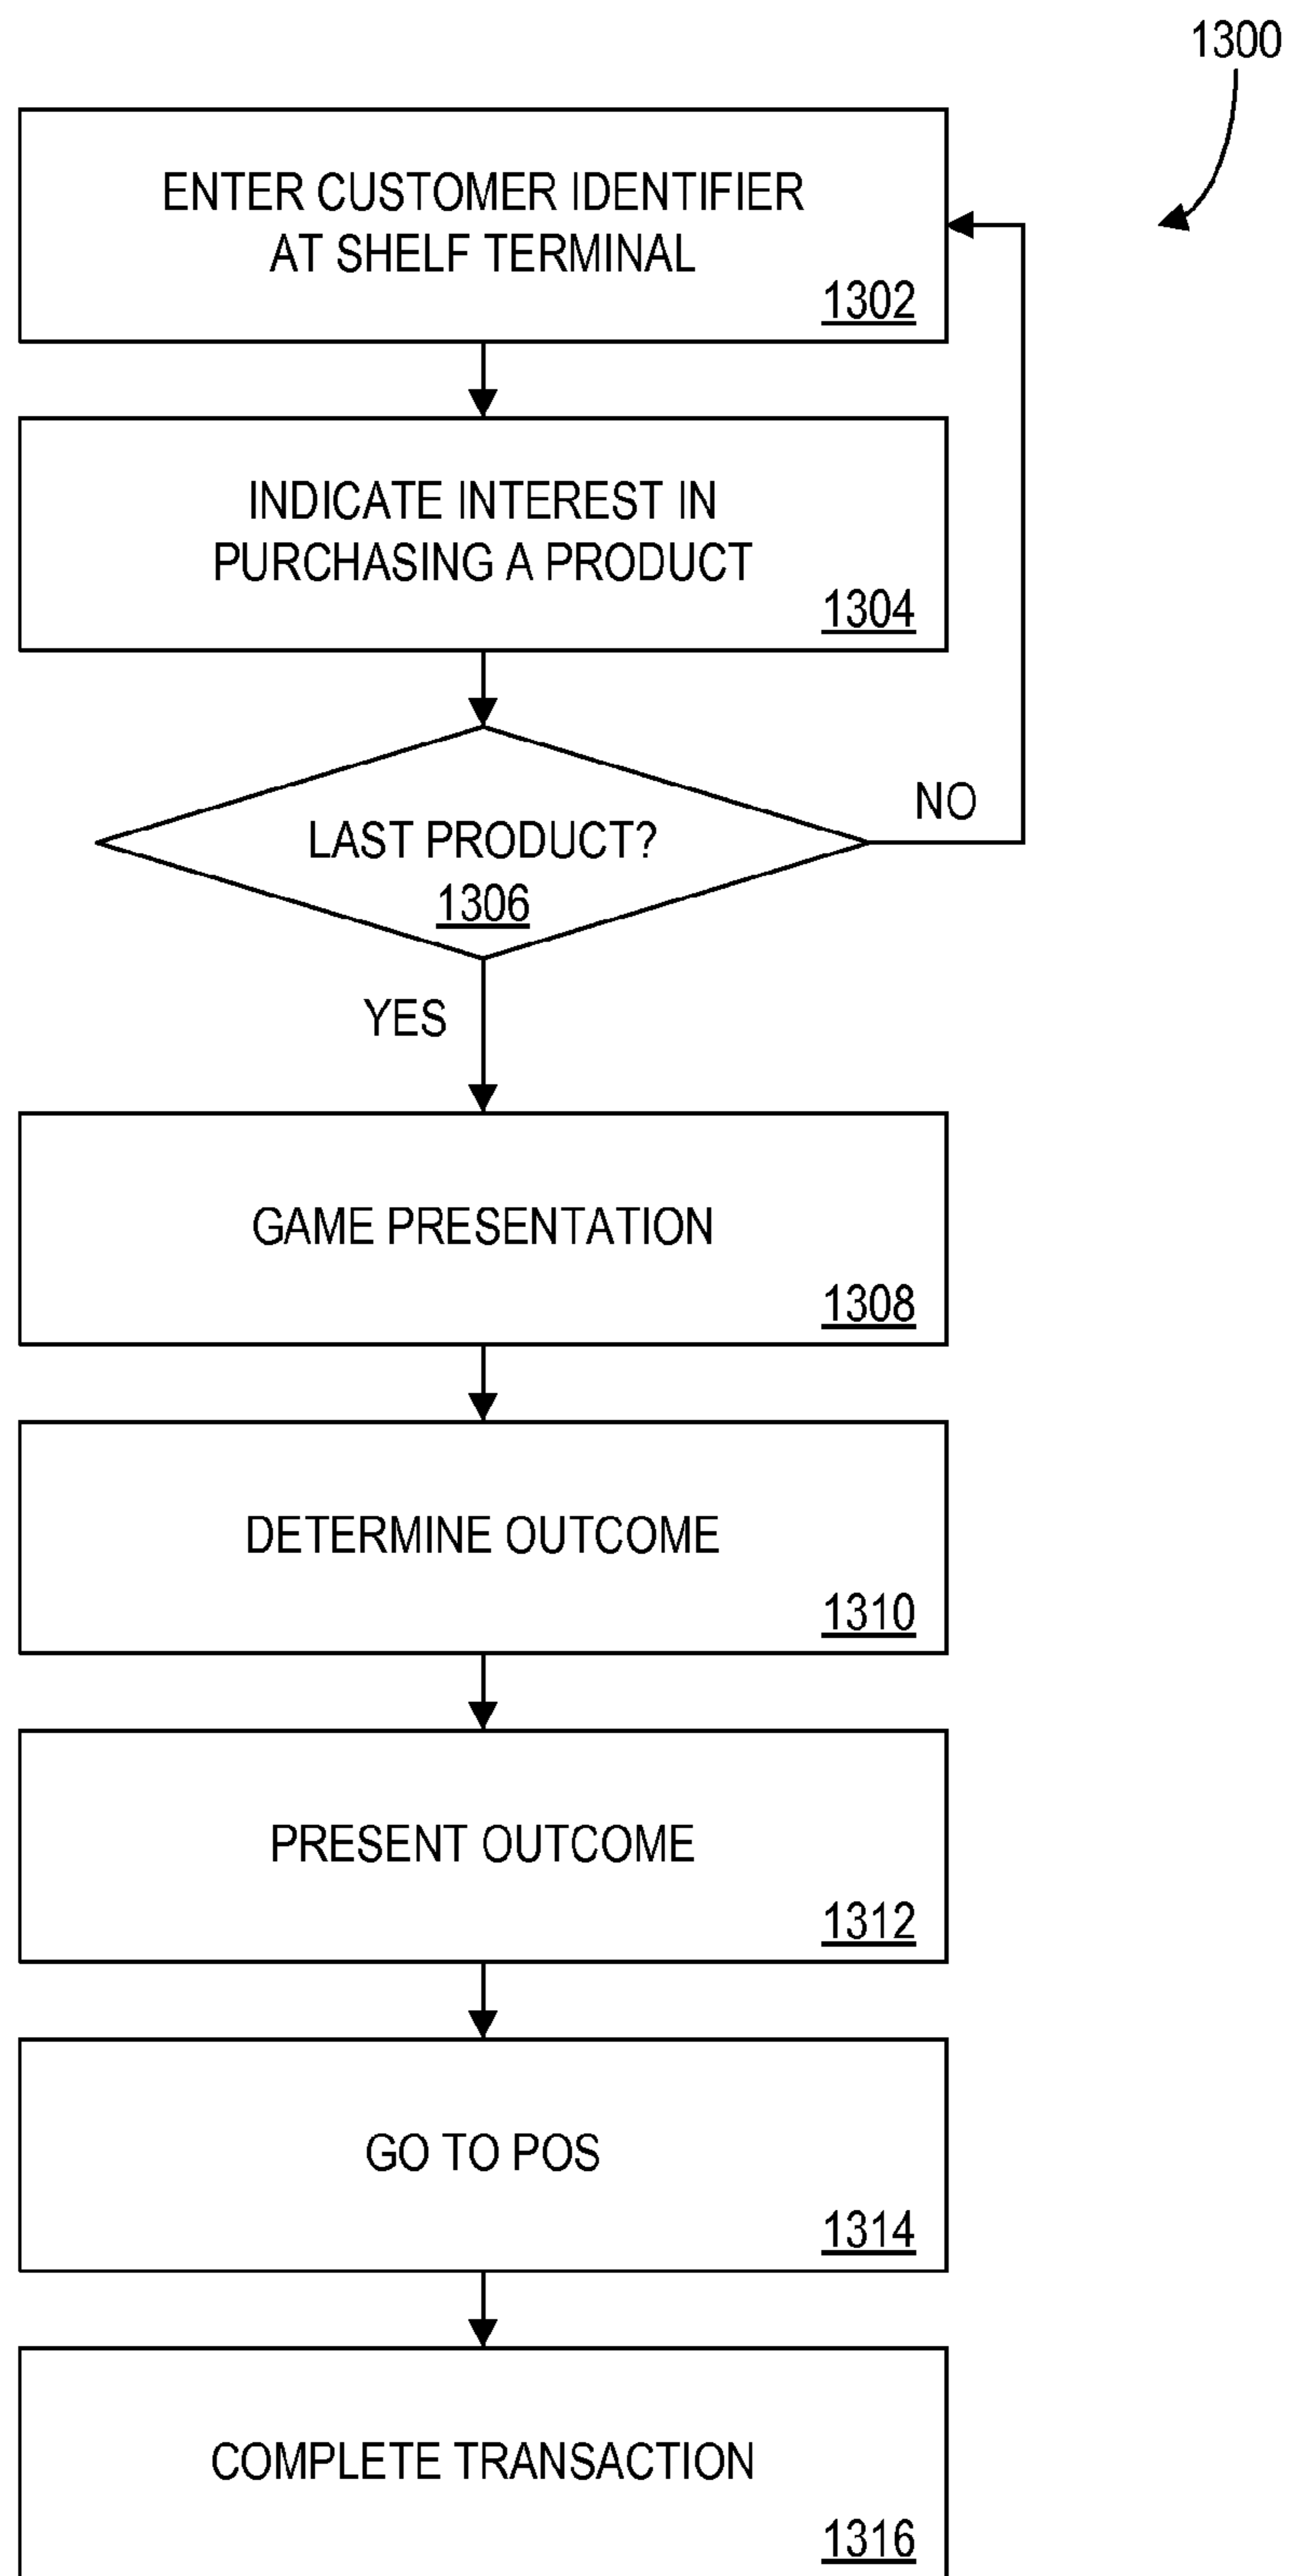 1300
ENTER CUSTOMER IDENTIFIER
AT SHELF TERMINAL
1302
INDICATE INTEREST IN
PURCHASING A PRODUCT
1304
NO
LAST PRODUCT?
1306
YES
GAME PRESENTATION
1308
DETERMINE OUTCOME
1310
PRESENT OUTCOME
1312
GO TO POS
1314
COMPLETE TRANSACTION
1316